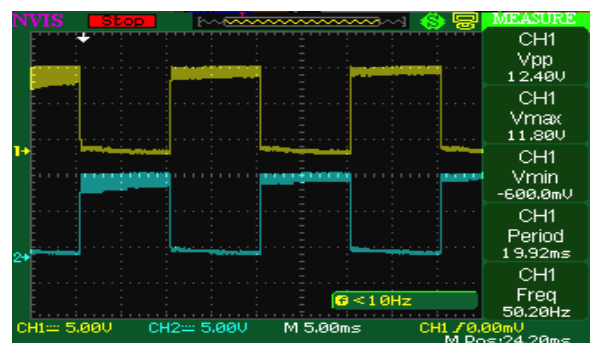 NVIS Stop S MEASURE
CH1
Vpp
12.40V
CH1
Vmax
11.80V
CH1
Vmin
-600.0mV
CH1
Period
19.92ms
CH1
Freq
50.20Hz
1
2
f <10Hz
CH1 5.00V CH2 5.00V M 5.00ms CH1 0.00mV
M Pos:24.20ms